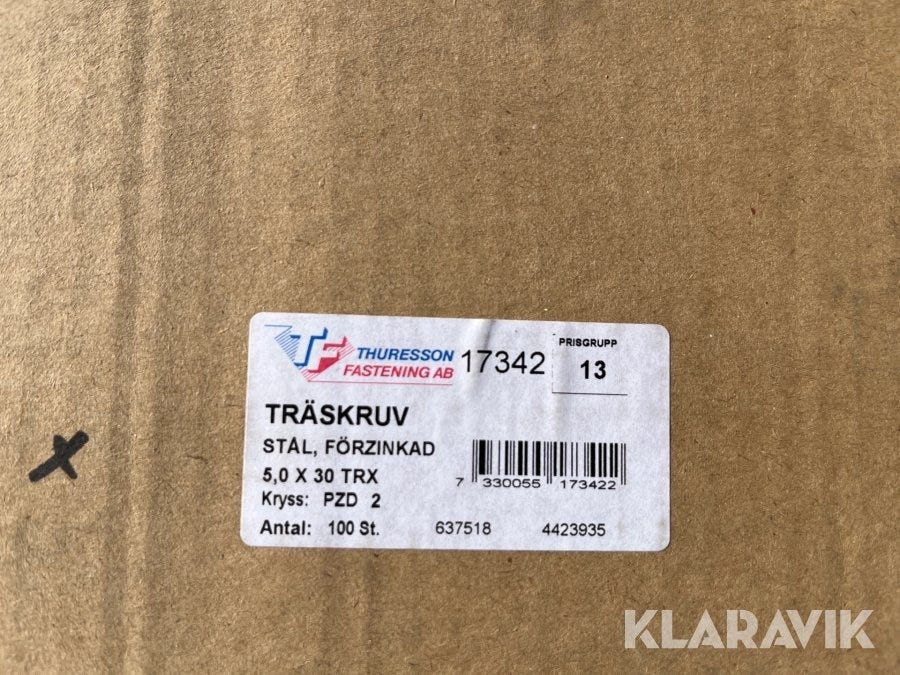 TF THURESSON
FASTENING AB
17342
PRISGRUPP
13
TRÄSKRUV
STÅL, FÖRZINKAD
5,0 X 30 TRX
Kryss: PZD 2
7 330055 173422
Antal: 100 St. 637518 4423935
KLARAVIK